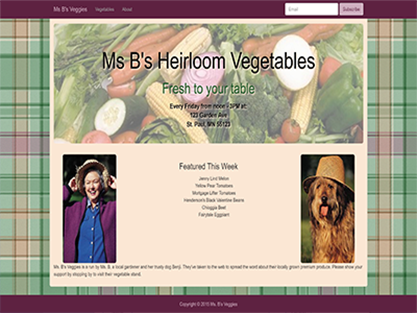 Ms B's Veggies
Vegetables
About
Email
Subscribe
Ms B's Heirloom Vegetables
Fresh to your table
Every Friday from noon - 3PM at:
123 Garden Ave
St. Paul, MN 55123
Featured This Week
Jenny Lind Melon
Yellow Pear Tomatoes
Mortgage Lifter Tomatoes
Henderson's Black Valentine Beans
Chioggia Beet
Fairytale Eggplant
Ms. B's Veggies is a run by Ms. B, a local gardener and her trusty dog Benji. They've taken to the web to spread the word about their locally grown premium produce. Please show your
support by stopping by to visit their vegetable stand.
Copyright © 2015 Ms. B's Veggies